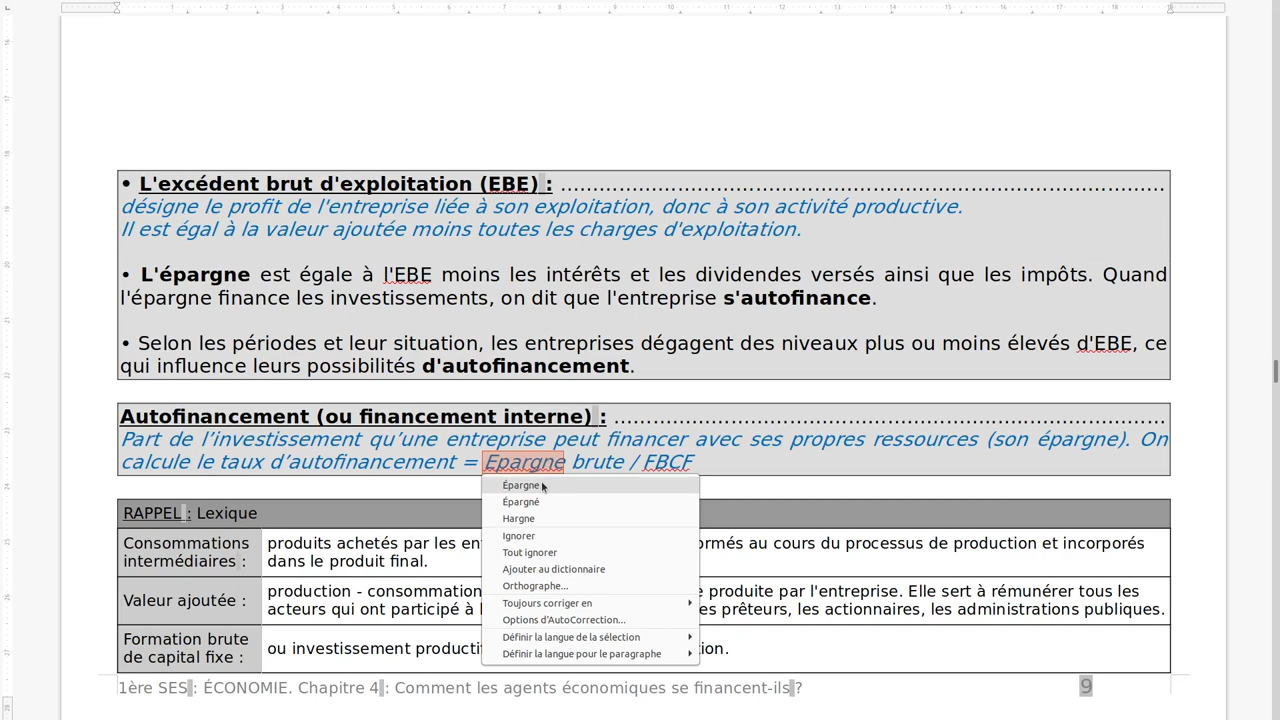 • L'excédent brut d'exploitation (EBE) : ..........................................................................................
désigne le profit de l'entreprise liée à son exploitation, donc à son activité productive.
Il est égal à la valeur ajoutée moins toutes les charges d'exploitation.
• L'épargne est égale à l'EBE moins les intérêts et les dividendes versés ainsi que les impôts. Quand
l'épargne finance les investissements, on dit que l'entreprise s'autofinance.
• Selon les périodes et leur situation, les entreprises dégagent des niveaux plus ou moins élevés d'EBE, ce
qui influence leurs possibilités d'autofinancement.
Autofinancement (ou financement interne) : ..................................................................................
Part de l’investissement qu’une entreprise peut financer avec ses propres ressources (son épargne). On
calcule le taux d’autofinancement = Epargne brute / FBCF
Épargne
Épargné
Hargne
Ignorer
Tout ignorer
Ajouter au dictionnaire
Orthographe...
Toujours corriger en
Options d'AutoCorrection...
Définir la langue de la sélection
Définir la langue pour le paragraphe
RAPPEL : Lexique
Consommations
intermédiaires :
produits achetés par les en ormés au cours du processus de production et incorporés
dans le produit final.
Valeur ajoutée :
production - consommation e produite par l'entreprise. Elle sert à rémunérer tous les
acteurs qui ont participé à l es prêteurs, les actionnaires, les administrations publiques.
Formation brute
de capital fixe :
ou investissement producti tion.
1ère SES : ÉCONOMIE. Chapitre 4 : Comment les agents économiques se financent-ils ? 9